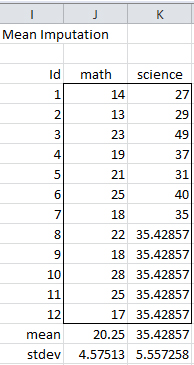 I J K
Mean Imputation
Id math science
1 14 27
2 13 29
3 23 49
4 19 37
5 21 31
6 25 40
7 18 35
8 22 35.42857
9 18 35.42857
10 28 35.42857
11 25 35.42857
12 17 35.42857
mean 20.25 35.42857
stdev 4.57513 5.557258